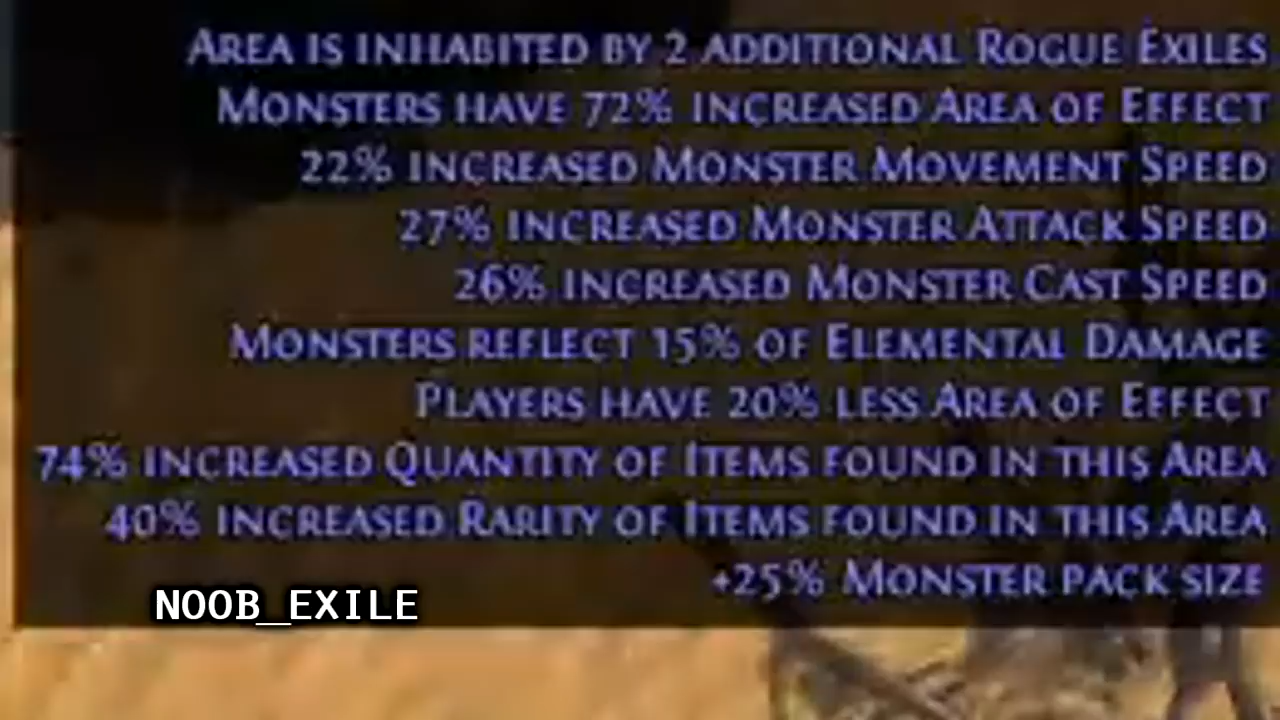 AREA IS INHABITED BY 2 ADDITIONAL ROGUE EXILES
MONSTERS HAVE 72% INCREASED AREA OF EFFECT
22% INCREASED MONSTER MOVEMENT SPEED
27% INCREASED MONSTER ATTACK SPEED
26% INCREASED MONSTER CAST SPEED
MONSTERS REFLECT 15% OF ELEMENTAL DAMAGE
PLAYERS HAVE 20% LESS AREA OF EFFECT
74% INCREASED QUANTITY OF ITEMS FOUND IN THIS AREA
40% INCREASED RARITY OF ITEMS FOUND IN THIS AREA
+25% MONSTER PACK SIZE
NOOB_EXILE